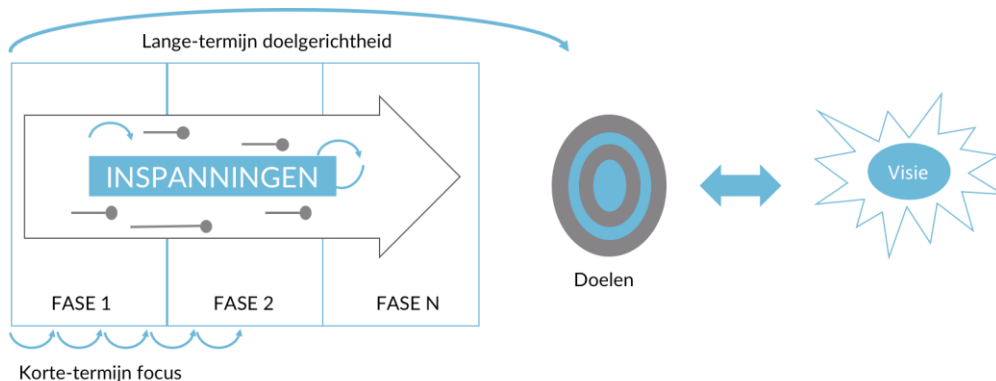 Lange-termijn doelgerichtheid
INSPANNINGEN
Visie
Doelen
FASE 1
FASE 2
FASE N
Korte-termijn focus